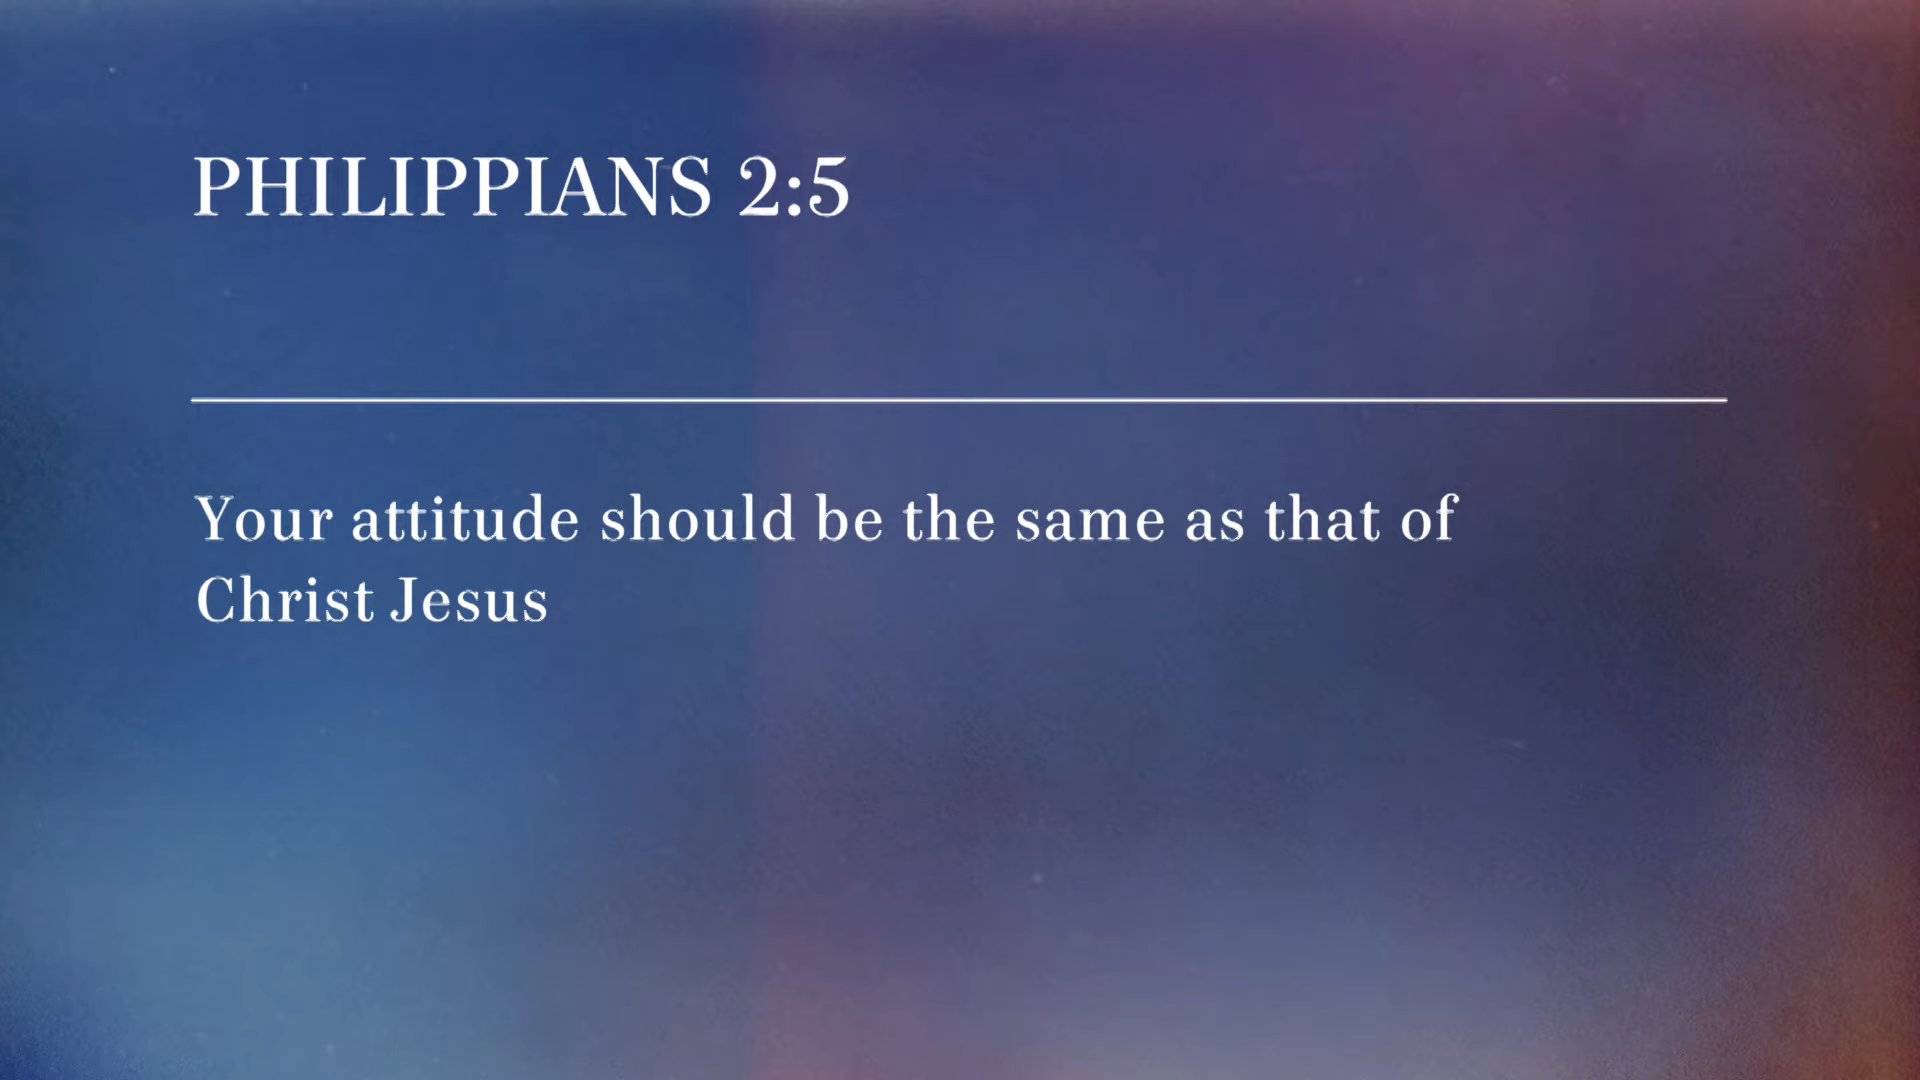 PHILIPPIANS 2:5
Your attitude should be the same as that of
Christ Jesus